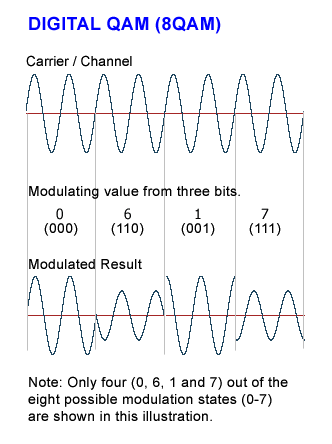 DIGITAL QAM (8QAM)
Carrier / Channel
Modulating value from three bits.
0 6 1 7
(000) (110) (001) (111)
Modulated Result
Note: Only four (0, 6, 1 and 7) out of the
eight possible modulation states (0-7)
are shown in this illustration.